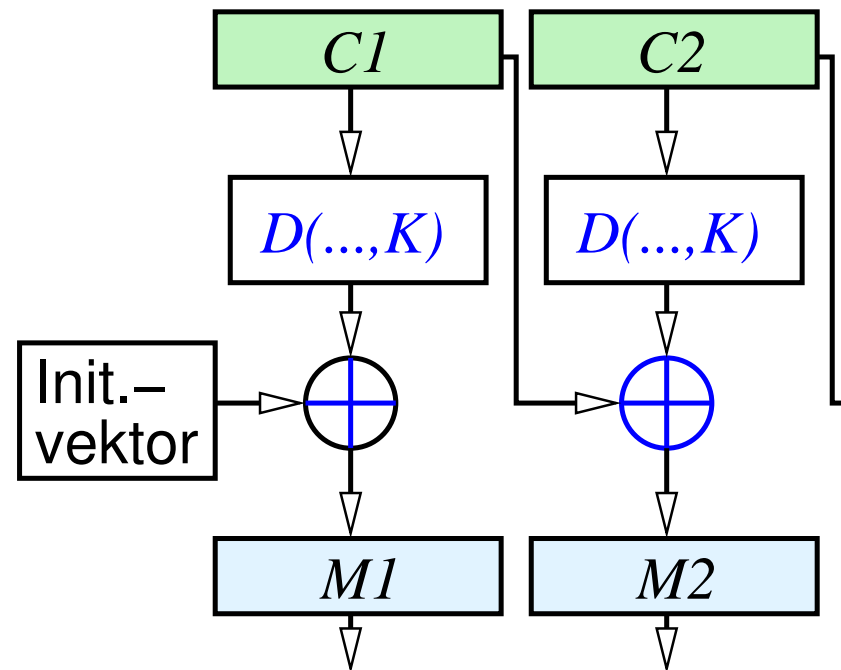 C1
C2
D(...,K)
D(...,K)
Init.–
vektor
M1
M2